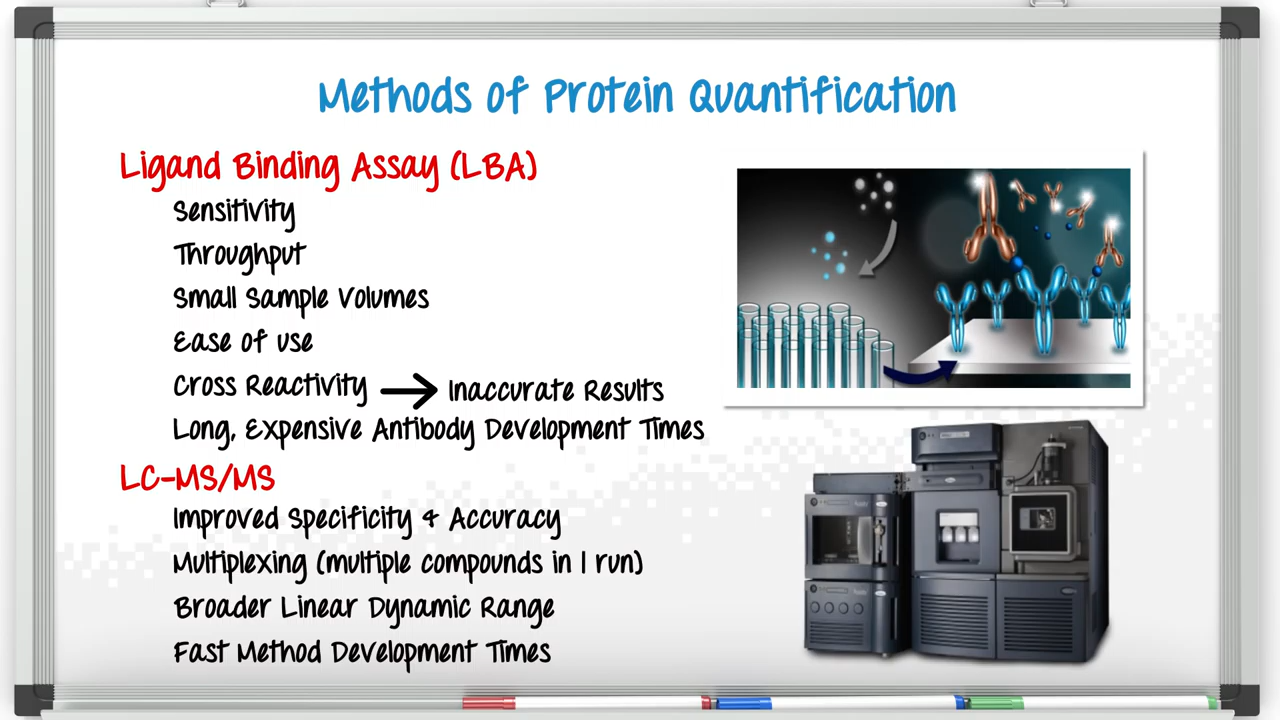 Methods of Protein Quantification
Ligand Binding Assay (LBA)
Sensitivity
Throughput
Small Sample Volumes
Ease of use
Cross Reactivity → Inaccurate Results
Long, Expensive Antibody Development Times
LC-MS/MS
Improved Specificity & Accuracy
Multiplexing (multiple compounds in 1 run)
Broader Linear Dynamic Range
Fast Method Development Times